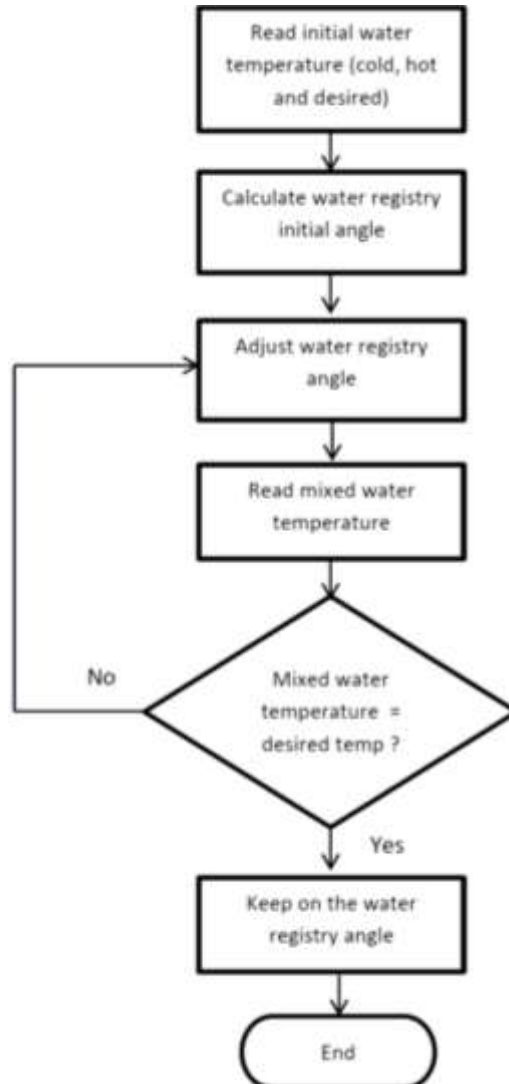 Read initial water
temperature (cold, hot
and desired)
Calculate water registry
initial angle
Adjust water registry
angle
Read mixed water
temperature
No
Mixed water
temperature =
desired temp ?
Yes
Keep on the water
registry angle
End